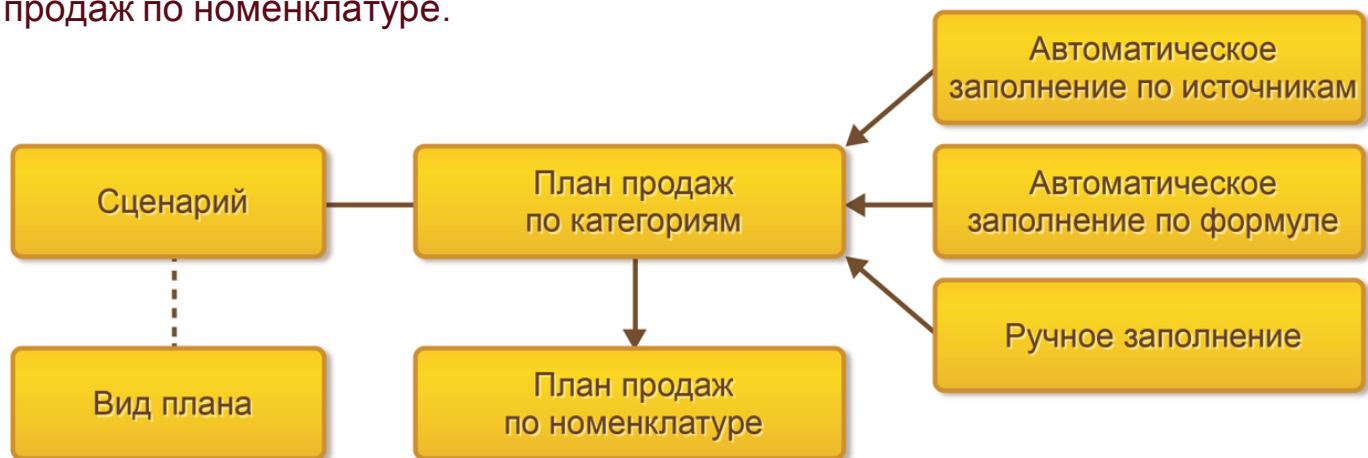 продаж по номенклатуре.
Автоматическое
заполнение по источникам
Сценарий
План продаж
по категориям
Автоматическое
заполнение по формуле
Ручное заполнение
Вид плана
План продаж
по номенклатуре